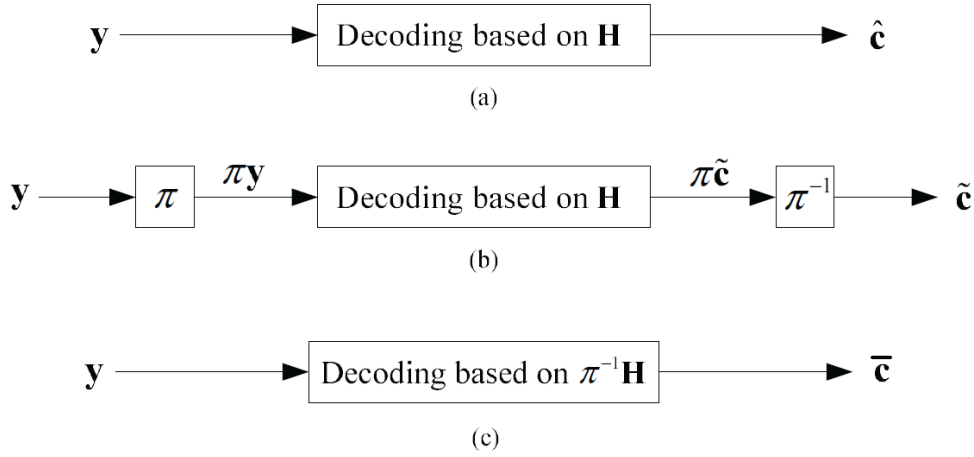 y Decoding based on H ĉ
(a)
y π πy Decoding based on H πc̃ π⁻¹ c̃
(b)
y Decoding based on π⁻¹H c̄
(c)